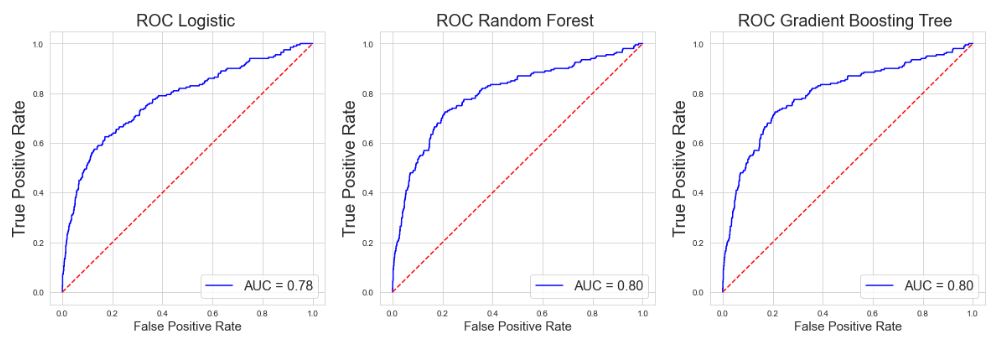 ROC Logistic
True Positive Rate
1.0
0.8
0.6
0.4
0.2
0.0
AUC = 0.78
0.0 0.2 0.4 0.6 0.8 1.0
False Positive Rate
ROC Random Forest
True Positive Rate
1.0
0.8
0.6
0.4
0.2
0.0
AUC = 0.80
0.0 0.2 0.4 0.6 0.8 1.0
False Positive Rate
ROC Gradient Boosting Tree
True Positive Rate
1.0
0.8
0.6
0.4
0.2
0.0
AUC = 0.80
0.0 0.2 0.4 0.6 0.8 1.0
False Positive Rate